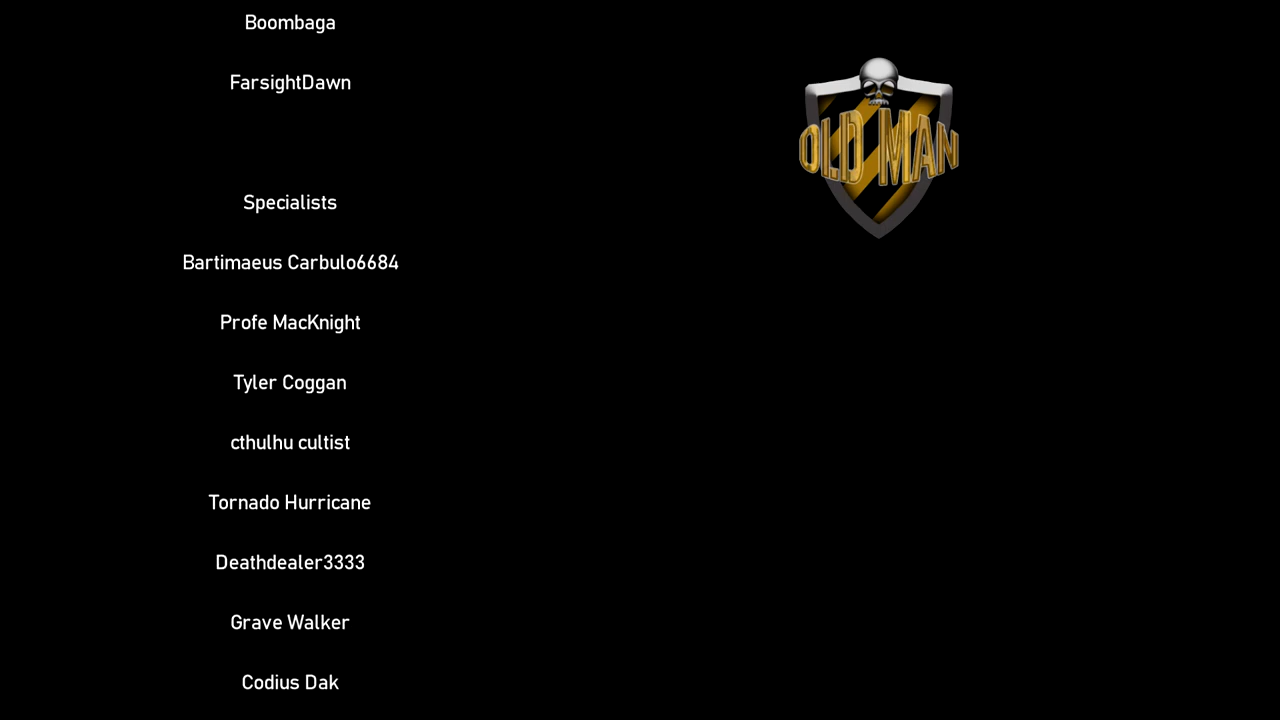 Boombaga
FarsightDawn
OLD MAN
Specialists
Bartimaeus Carbulo6684
Profe MacKnight
Tyler Coggan
cthulhu cultist
Tornado Hurricane
Deathdealer3333
Grave Walker
Codius Dak